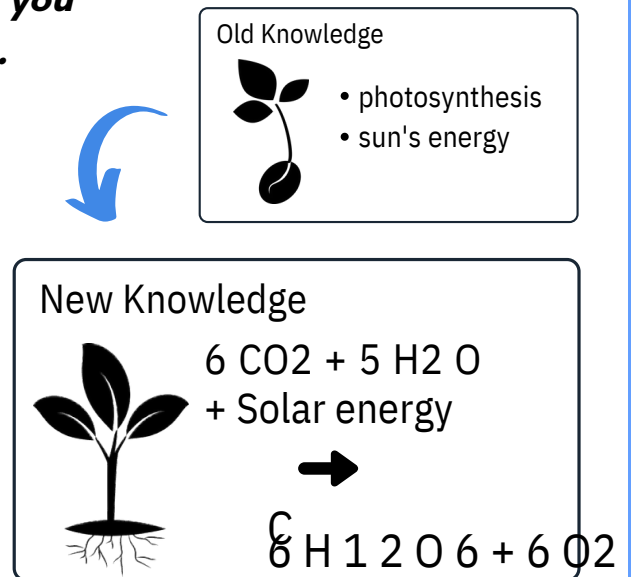 you
.
Old Knowledge
• photosynthesis
• sun's energy
New Knowledge
6 CO2 + 5 H2 O
+ Solar energy
C
6 H 1 2 O 6 + 6 O2